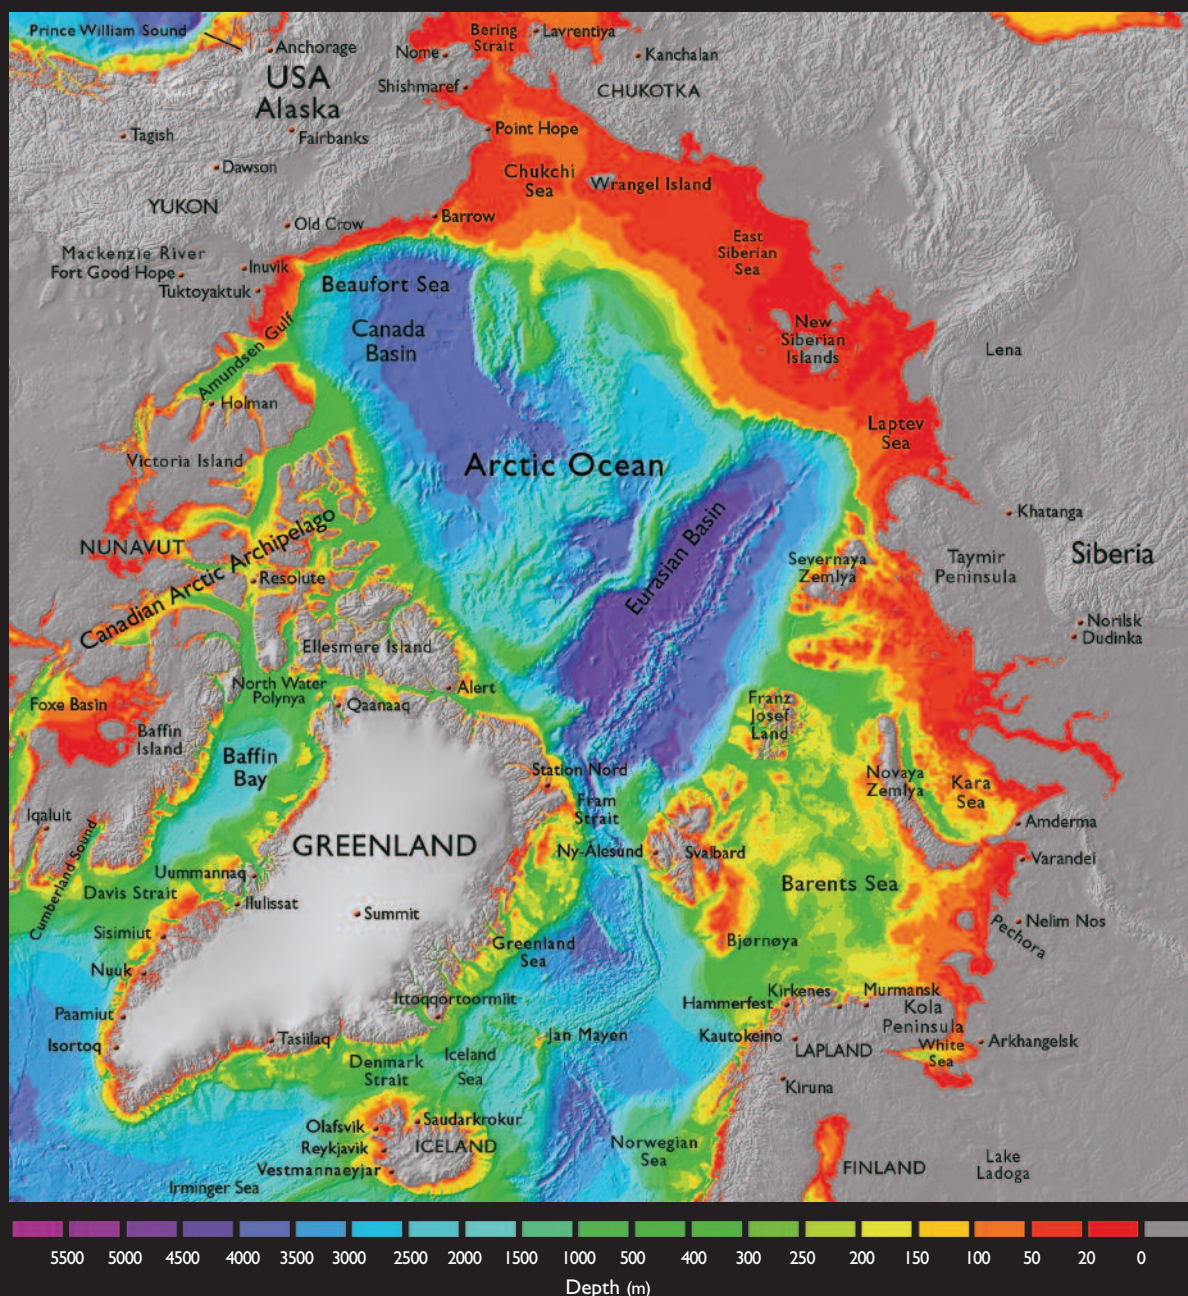 Prince William Sound
Anchorage
USA
Alaska
Nome
Bering
Strait
Lavrentiya
Kanchalan
Shishmaref
CHUKOTKA
Tagish
Fairbanks
Point Hope
Dawson
Chukchi
Sea
Wrangel Island
YUKON
Old Crow
Barrow
East
Siberian
Sea
Mackenzie River
Fort Good Hope
Inuvik
Tuktoyaktuk
Beaufort Sea
Canada
Basin
New
Siberian
Islands
Lena
Amundsen Gulf
Holman
Laptev
Sea
Victoria Island
Arctic Ocean
Khatanga
NUNAVUT
Canadian Arctic Archipelago
Resolute
Eurasian Basin
Severnaya
Zemlya
Taymir
Peninsula
Siberia
Norilsk
Dudinka
Ellesmere Island
North Water
Polynya
Alert
Foxe Basin
Qaanaaq
Franz
Josef
Land
Baffin
Island
Baffin
Bay
Station Nord
Novaya
Zemlya
Kara
Sea
Fram
Strait
Iqaluit
Amderma
GREENLAND
Ny-Ålesund
Svalbard
Varandei
Cumberland Sound
Uummannaq
Davis Strait
Barents Sea
Ilulissat
Summit
Nelim Nos
Pechora
Sisimiut
Greenland
Sea
Bjørnøya
Nuuk
Ittoqqortoormiit
Hammerfest
Kirkenes
Murmansk
Kola
Peninsula
Paamiut
Isortoq
Tasiilaq
Jan Mayen
Kautokeino
LAPLAND
White
Sea
Arkhangelsk
Denmark
Strait
Iceland
Sea
Kiruna
Olafsvik
Saudarkrokur
Reykjavik
ICELAND
Vestmannaeyjar
Norwegian
Sea
FINLAND
Lake
Ladoga
Irminger Sea
5500 5000 4500 4000 3500 3000 2500 2000 1500 1000 500 400 300 250 200 150 100 50 20 0
Depth (m)